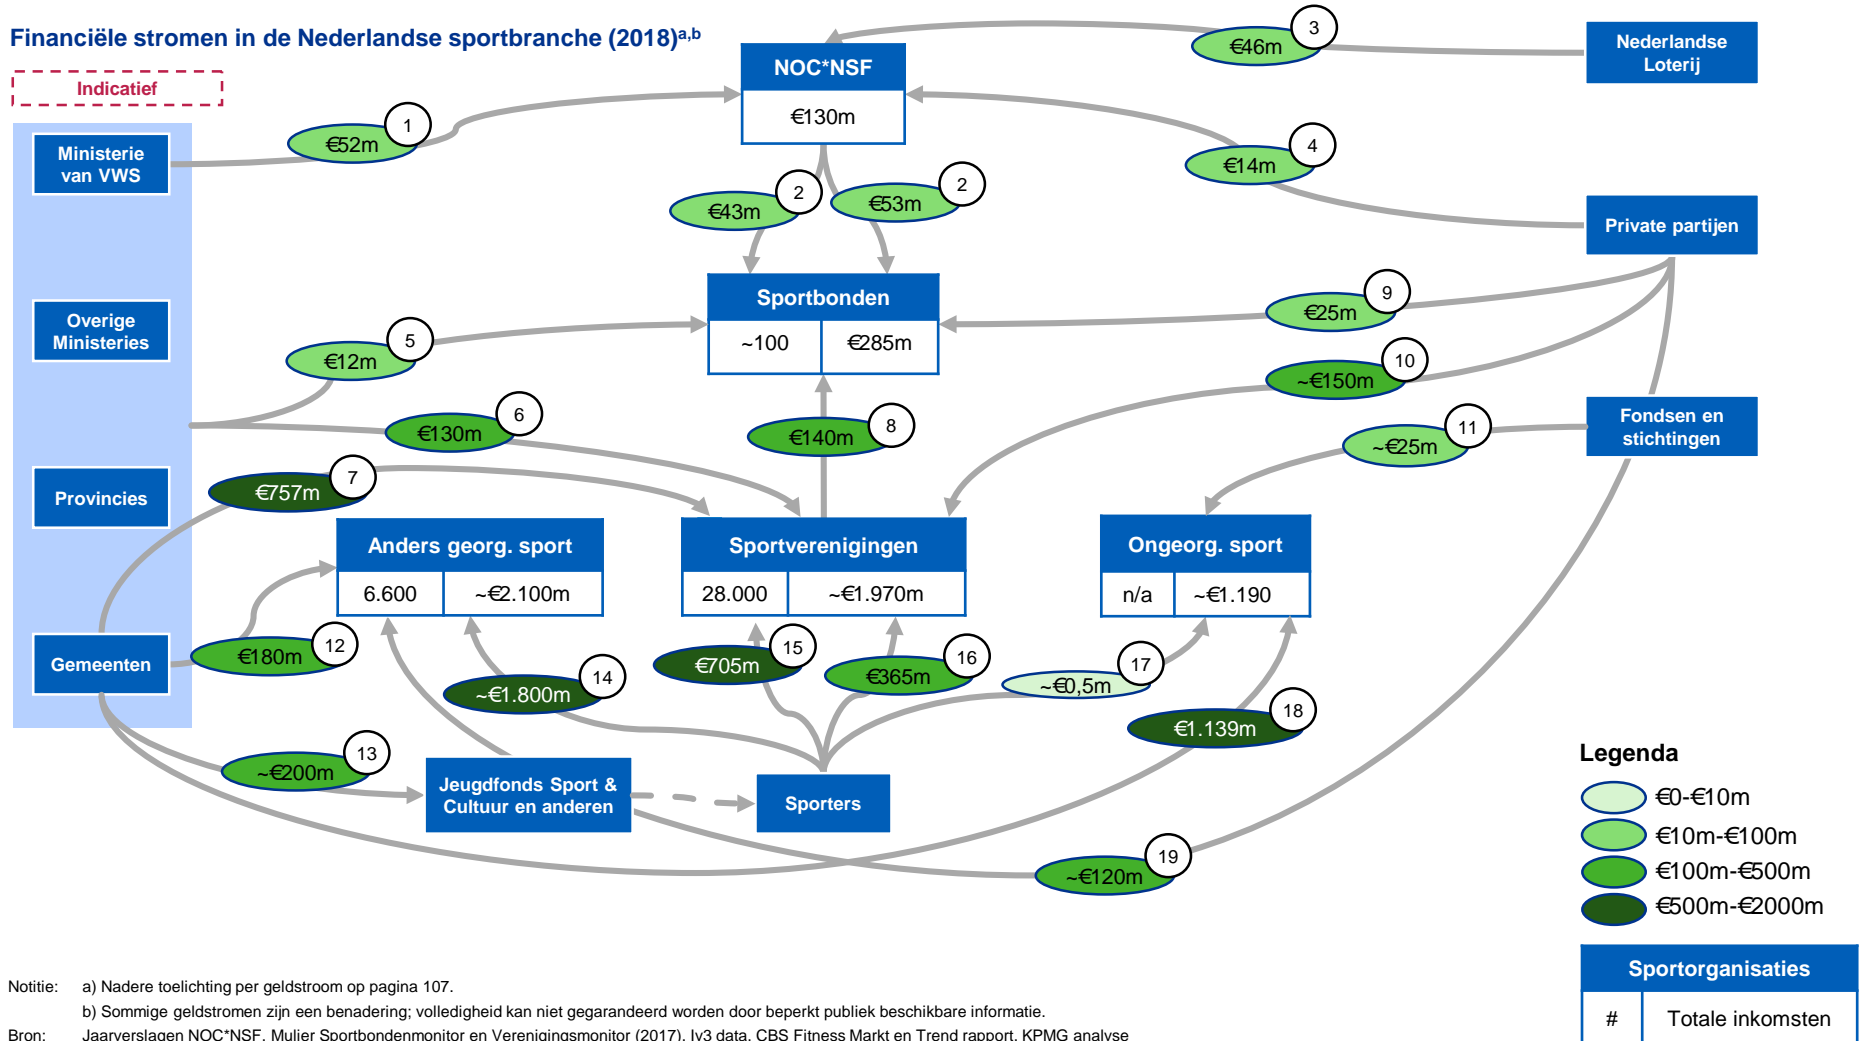 Financiële stromen in de Nederlandse sportbranche (2018)a,b
Indicatief
NOC*NSF
€130m
Nederlandse
Loterij
€46m
3
€52m
1
Ministerie
van VWS
€14m
4
€43m
2
€53m
2
Private partijen
Sportbonden
~100
€285m
Overige
Ministeries
€12m
5
€25m
9
~€150m
10
€130m
6
€140m
8
~€25m
11
Fondsen en
stichtingen
Provincies
€757m
7
Anders georg. sport
6.600
~€2.100m
Sportverenigingen
28.000
~€1.970m
Ongeorg. sport
n/a
~€1.190
Gemeenten
€180m
12
~€1.800m
14
€705m
15
€365m
16
~€0,5m
17
€1.139m
18
~€200m
13
Jeugdfonds Sport &
Cultuur en anderen
Sporters
~€120m
19
Legenda
€0-€10m
€10m-€100m
€100m-€500m
€500m-€2000m
Sportorganisaties
#
Totale inkomsten
Notitie: a) Nadere toelichting per geldstroom op pagina 107.
b) Sommige geldstromen zijn een benadering; volledigheid kan niet gegarandeerd worden door beperkt publiek beschikbare informatie.
Bron: Jaarverslagen NOC*NSF, Mulier Sportbondenmonitor en Verenigingsmonitor (2017), Iv3 data, CBS Fitness Markt en Trend rapport, KPMG analyse